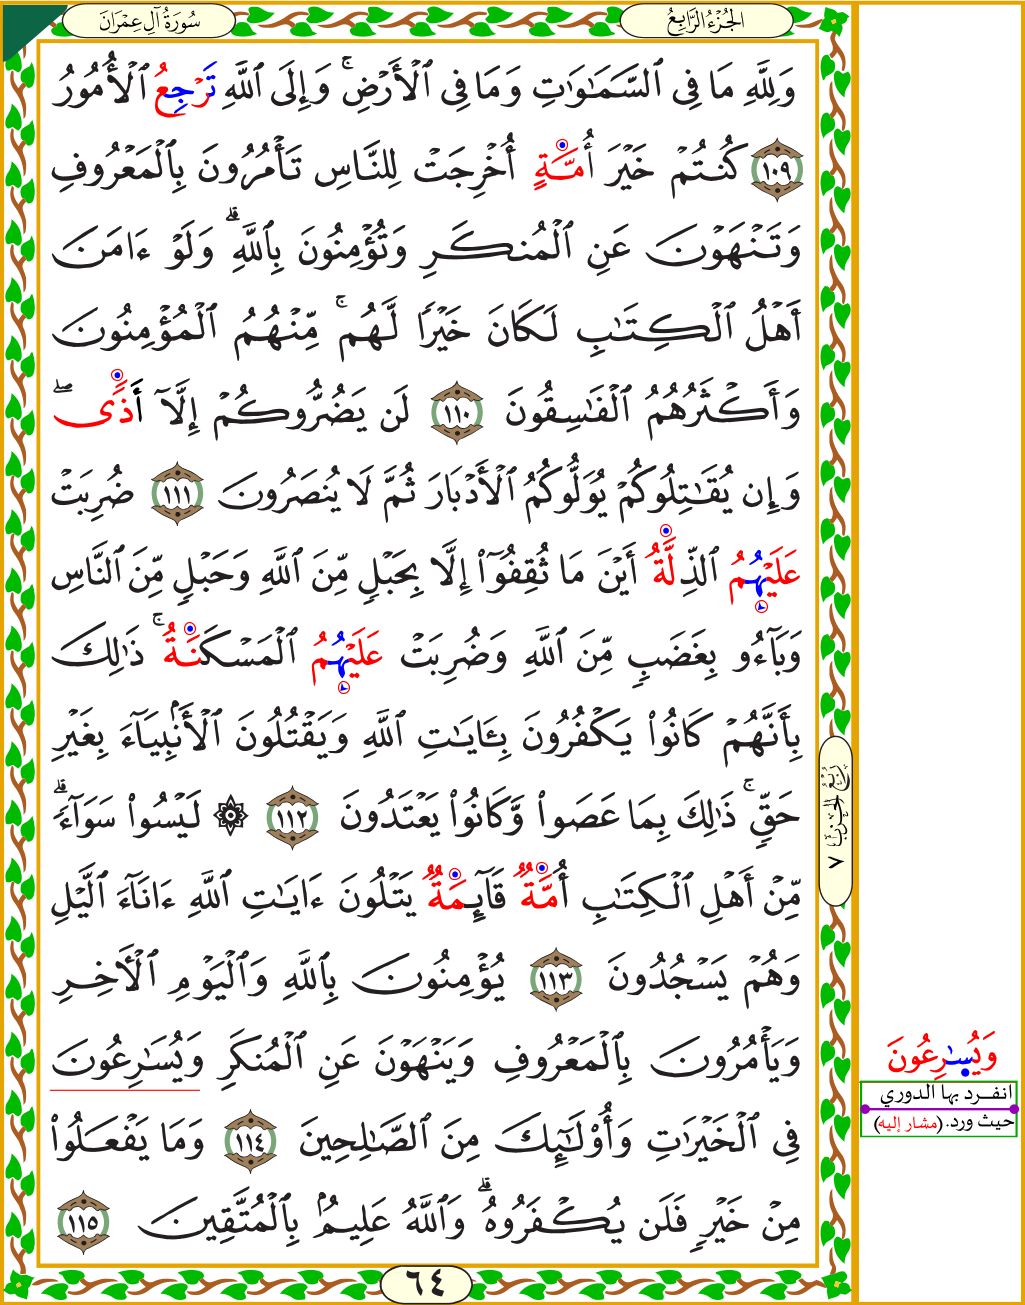 الجُزْءُ الرَّابِعُ
سُورَةُ آلِ عِمْرَانَ
وَلِلَّهِ مَا فِي ٱلسَّمَـٰوَٰتِ وَمَا فِي ٱلْأَرْضِ ۚ وَإِلَى ٱللَّهِ تَرْجِعُ ٱلْأُمُورُ
١٠٩ كُنتُمْ خَيْرَ أُمَّةٍ أُخْرِجَتْ لِلنَّاسِ تَأْمُرُونَ بِٱلْمَعْرُوفِ
وَتَنْهَوْنَ عَنِ ٱلْمُنكَرِ وَتُؤْمِنُونَ بِٱللَّهِ ۗ وَلَوْ ءَامَنَ
أَهْلُ ٱلْكِتَـٰبِ لَكَانَ خَيْرًا لَّهُم ۚ مِّنْهُمُ ٱلْمُؤْمِنُونَ
وَأَكْثَرُهُمُ ٱلْفَـٰسِقُونَ ١١٠ لَن يَضُرُّوكُمْ إِلَّآ أَذًى ۖ
وَإِن يُقَـٰتِلُوكُمْ يُوَلُّوكُمُ ٱلْأَدْبَارَ ثُمَّ لَا يُنصَرُونَ ١١١ ضُرِبَتْ
عَلَيْهُمُ ٱلذِّلَّةُ أَيْنَ مَا ثُقِفُوٓا۟ إِلَّا بِحَبْلٍ مِّنَ ٱللَّهِ وَحَبْلٍ مِّنَ ٱلنَّاسِ
وَبَآءُو بِغَضَبٍ مِّنَ ٱللَّهِ وَضُرِبَتْ عَلَيْهُمُ ٱلْمَسْكَنَةُ ۚ ذَٰلِكَ
بِأَنَّهُمْ كَانُوا۟ يَكْفُرُونَ بِـَٔايَـٰتِ ٱللَّهِ وَيَقْتُلُونَ ٱلْأَنۢبِيَآءَ بِغَيْرِ
حَقٍّ ۚ ذَٰلِكَ بِمَا عَصَوا۟ وَّكَانُوا۟ يَعْتَدُونَ ١١٢ ۞ لَيْسُوا۟ سَوَآءً ۗ
مِّنْ أَهْلِ ٱلْكِتَـٰبِ أُمَّةٌ قَآئِمَةٌ يَتْلُونَ ءَايَـٰتِ ٱللَّهِ ءَانَآءَ ٱلَّيْلِ
وَهُمْ يَسْجُدُونَ ١١٣ يُؤْمِنُونَ بِٱللَّهِ وَٱلْيَوْمِ ٱلْأَخِرِ
وَيَأْمُرُونَ بِٱلْمَعْرُوفِ وَيَنْهَوْنَ عَنِ ٱلْمُنكَرِ وَيُسَـٰرِعُونَ
فِي ٱلْخَيْرَٰتِ وَأُو۟لَـٰٓئِكَ مِنَ ٱلصَّـٰلِحِينَ ١١٤ وَمَا يَفْعَلُوا۟
مِنْ خَيْرٍ فَلَن يُكْفَرُوهُ ۗ وَٱللَّهُ عَلِيمٌۢ بِٱلْمُتَّقِينَ ١١٥
رُبْعُ الحِزْبِ ٧
وَيُسـٰرِعُونَ
انفـرد بها الدوري
حيث ورد. (مشار إليه)
٦٤